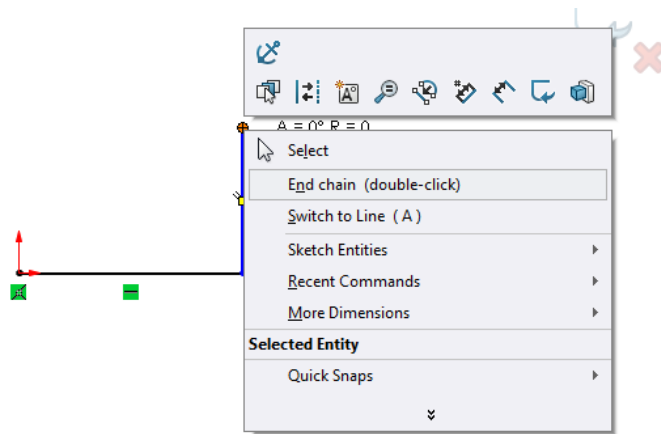 A = 0° R = 0
Select
End chain (double-click)
Switch to Line (A)
Sketch Entities
Recent Commands
More Dimensions
Selected Entity
Quick Snaps